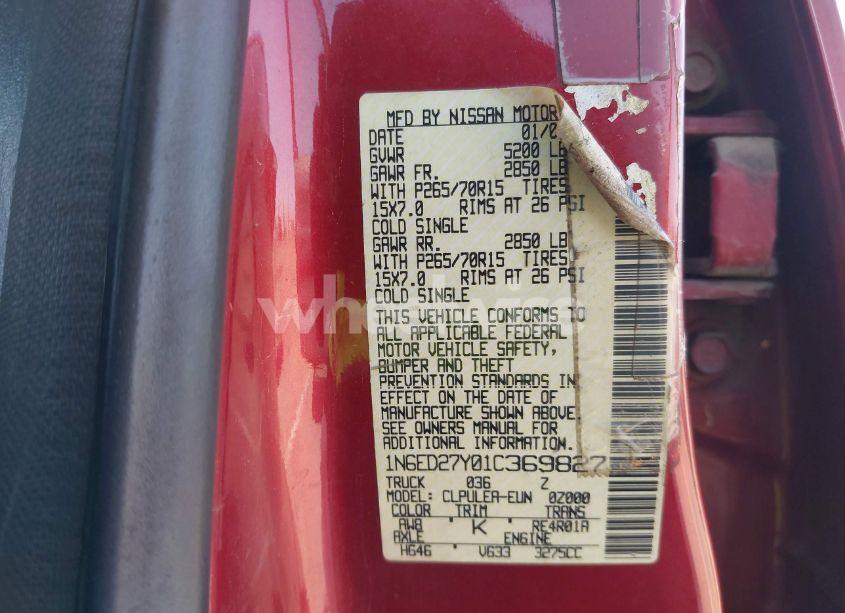 MFD BY NISSAN MOTOR
DATE 01/0
GVWR 5200 LB
GAWR FR. 2850 LB
WITH P265/70R15 TIRES
15X7.0 RIMS AT 26 PSI
COLD SINGLE
GAWR RR. 2850 LB
WITH P265/70R15 TIRES
15X7.0 RIMS AT 26 PSI
COLD SINGLE
THIS VEHICLE CONFORMS TO
ALL APPLICABLE FEDERAL
MOTOR VEHICLE SAFETY,
BUMPER AND THEFT
PREVENTION STANDARDS IN
EFFECT ON THE DATE OF
MANUFACTURE SHOWN ABOVE.
SEE OWNERS MANUAL FOR
ADDITIONAL INFORMATION.
1N6ED27Y01C369827
TRUCK 036 Z
MODEL: CLPULEA-EUN 0Z000
COLOR TRIM TRANS
AW8 K RE4R01A
AXLE ENGINE
HG46 VG33 3275CC